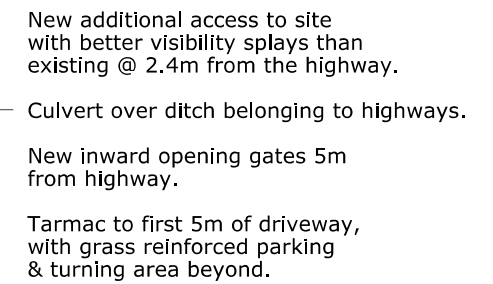 New additional access to site
with better visibility splays than
existing @ 2.4m from the highway.
Culvert over ditch belonging to highways.
New inward opening gates 5m
from highway.
Tarmac to first 5m of driveway,
with grass reinforced parking
& turning area beyond.